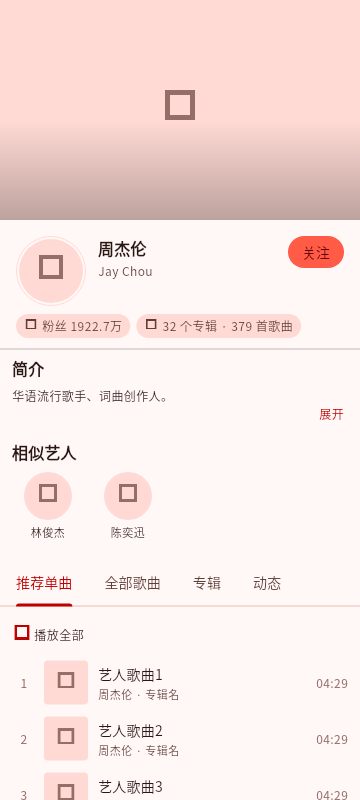 周杰伦
Jay Chou
关注
粉丝 1922.7万
32 个专辑 · 379 首歌曲
简介
华语流行歌手、词曲创作人。
展开
相似艺人
林俊杰 陈奕迅
推荐单曲 全部歌曲 专辑 动态
播放全部
1 艺人歌曲1 04:29
周杰伦 · 专辑名
2 艺人歌曲2 04:29
周杰伦 · 专辑名
3 艺人歌曲3 04:29